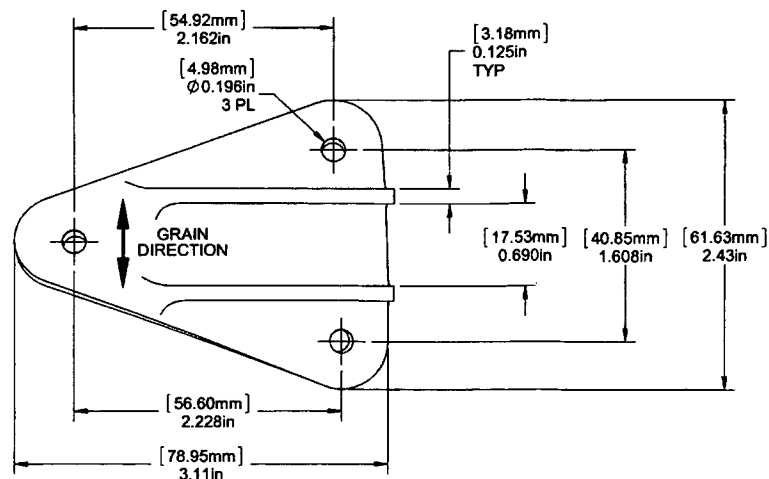 [54.92mm]
2.162in
[3.18mm]
0.125in
TYP
[4.98mm]
Ø0.196in
3 PL
GRAIN
DIRECTION
[17.53mm]
0.690in
[40.85mm]
1.608in
[61.63mm]
2.43in
[56.60mm]
2.228in
[78.95mm]
3.11in